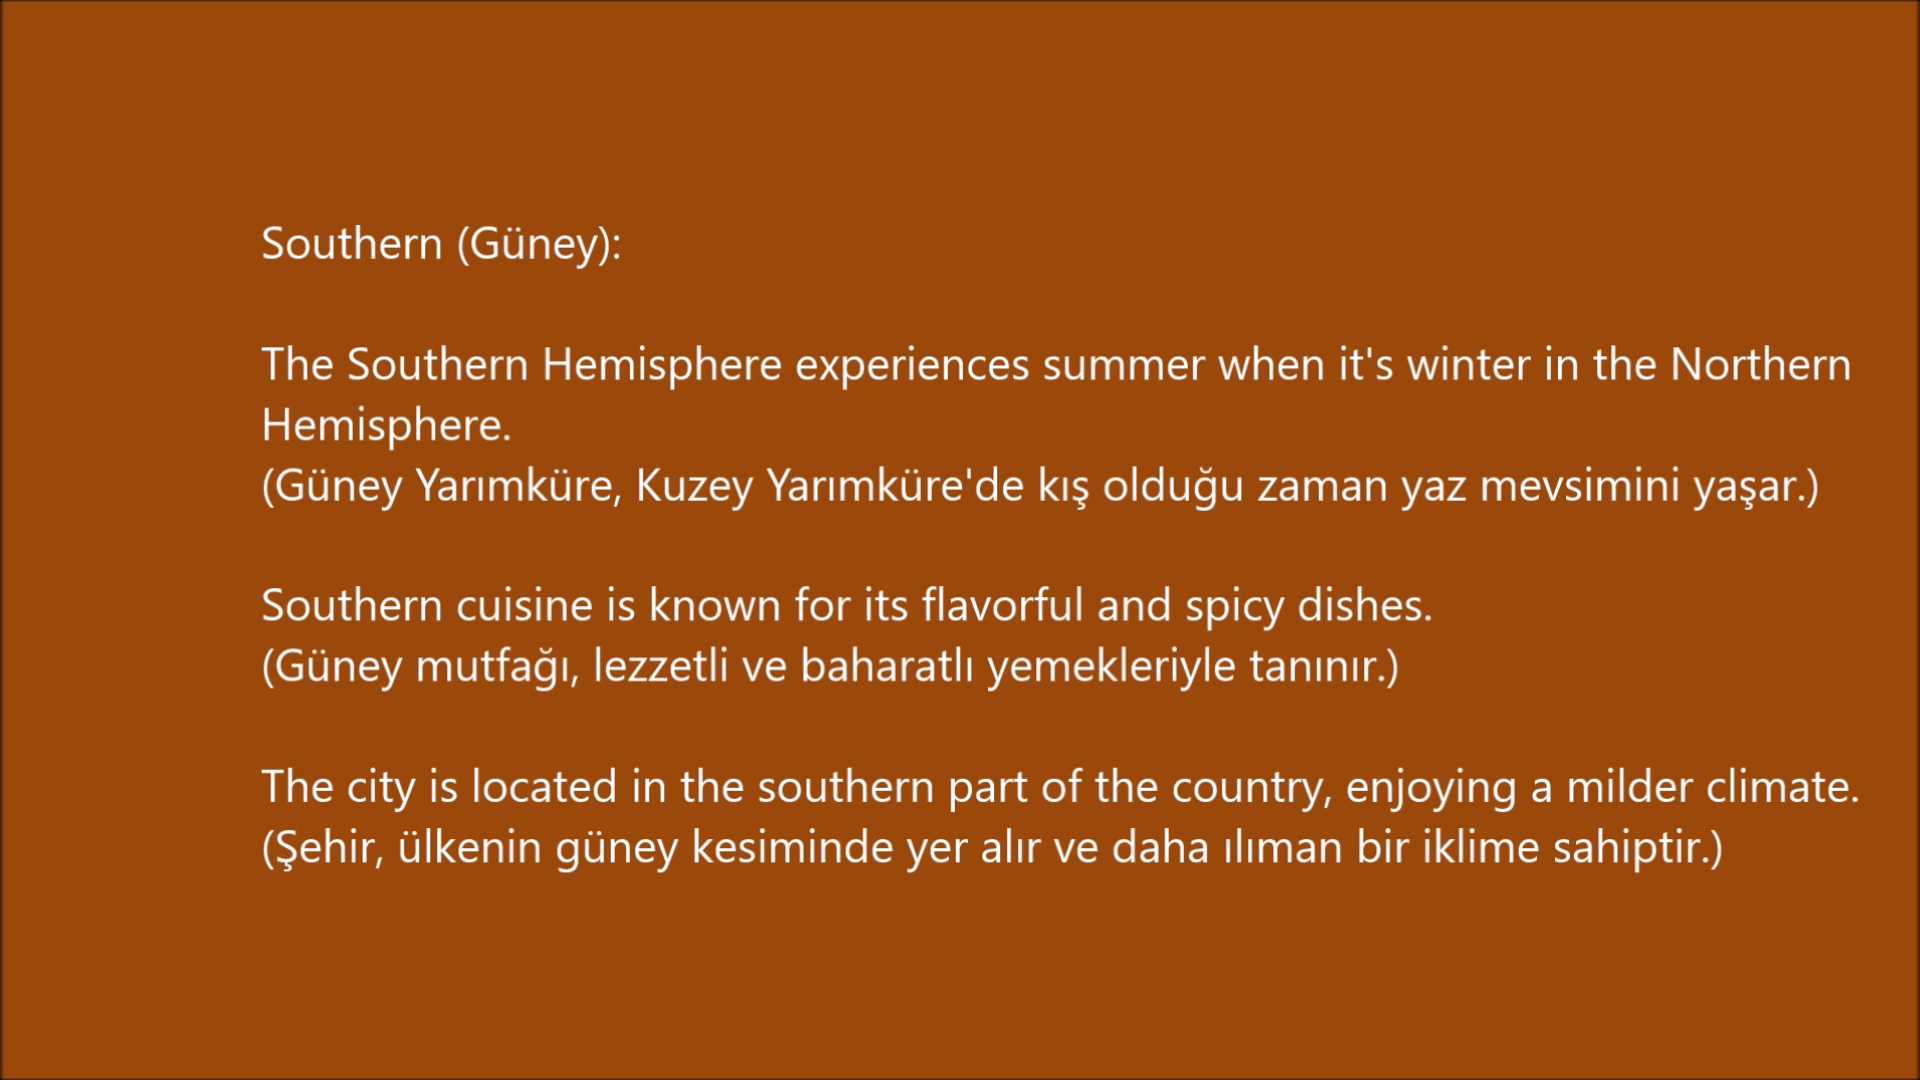 Southern (Güney):
The Southern Hemisphere experiences summer when it's winter in the Northern
Hemisphere.
(Güney Yarımküre, Kuzey Yarımküre'de kış olduğu zaman yaz mevsimini yaşar.)
Southern cuisine is known for its flavorful and spicy dishes.
(Güney mutfağı, lezzetli ve baharatlı yemekleriyle tanınır.)
The city is located in the southern part of the country, enjoying a milder climate.
(Şehir, ülkenin güney kesiminde yer alır ve daha ılıman bir iklime sahiptir.)